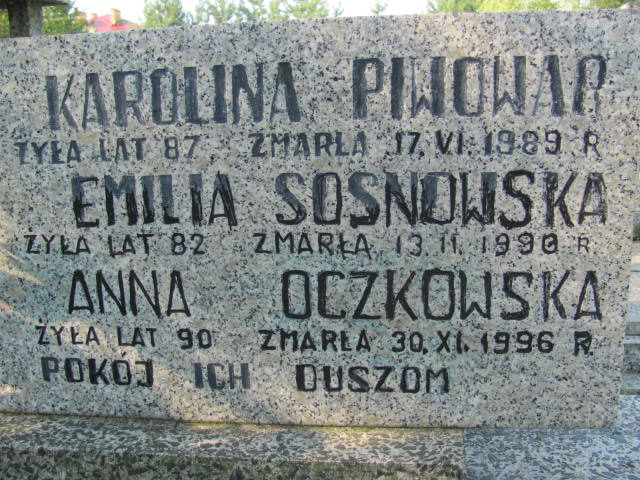 KAROLINA PIWOWAR
ŻYŁA LAT 87 ZMARŁA 17.VI.1989 R
EMILIA SOSNOWSKA
ŻYŁA LAT 82 ZMARŁA 13.II.1990 R
ANNA OCZKOWSKA
ŻYŁA LAT 90 ZMARŁA 30.XI.1996 R.
POKÓJ ICH DUSZOM